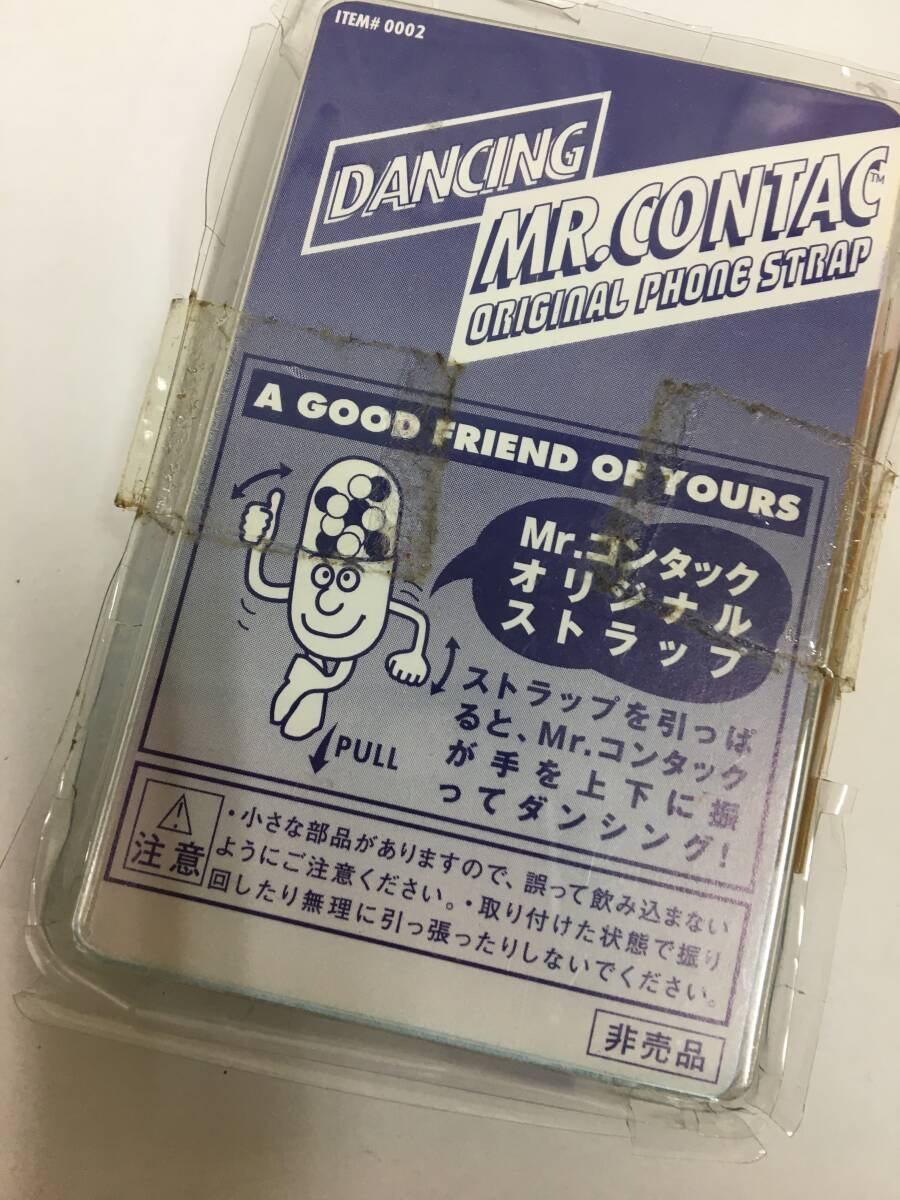 ITEM# 0002
DANCING
MR.CONTAC™
ORIGINAL PHONE STRAP
A GOOD FRIEND OF YOURS
Mr.コンタック
オリジナル
ストラップ
ストラップを引っぱ
ると、Mr.コンタック
が手を上下に振
ってダンシング!
PULL
注意
・小さな部品がありますので、誤って飲み込まない
ようにご注意ください。・取り付けた状態で振り
回したり無理に引っ張ったりしないでください。
非売品